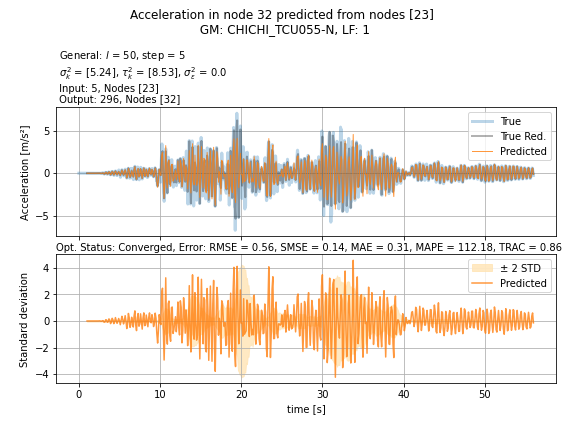 Acceleration in node 32 predicted from nodes [23]
GM: CHICHI_TCU055-N, LF: 1
General: l = 50, step = 5
σ²ₖ = [5.24], τ²ₖ = [8.53], σ²ε = 0.0
Input: 5, Nodes [23]
Output: 296, Nodes [32]
Acceleration [m/s²]
5
0
−5
True
True Red.
Predicted
Opt. Status: Converged, Error: RMSE = 0.56, SMSE = 0.14, MAE = 0.31, MAPE = 112.18, TRAC = 0.86
Standard deviation
4
2
0
−2
−4
± 2 STD
Predicted
0 10 20 30 40 50
time [s]